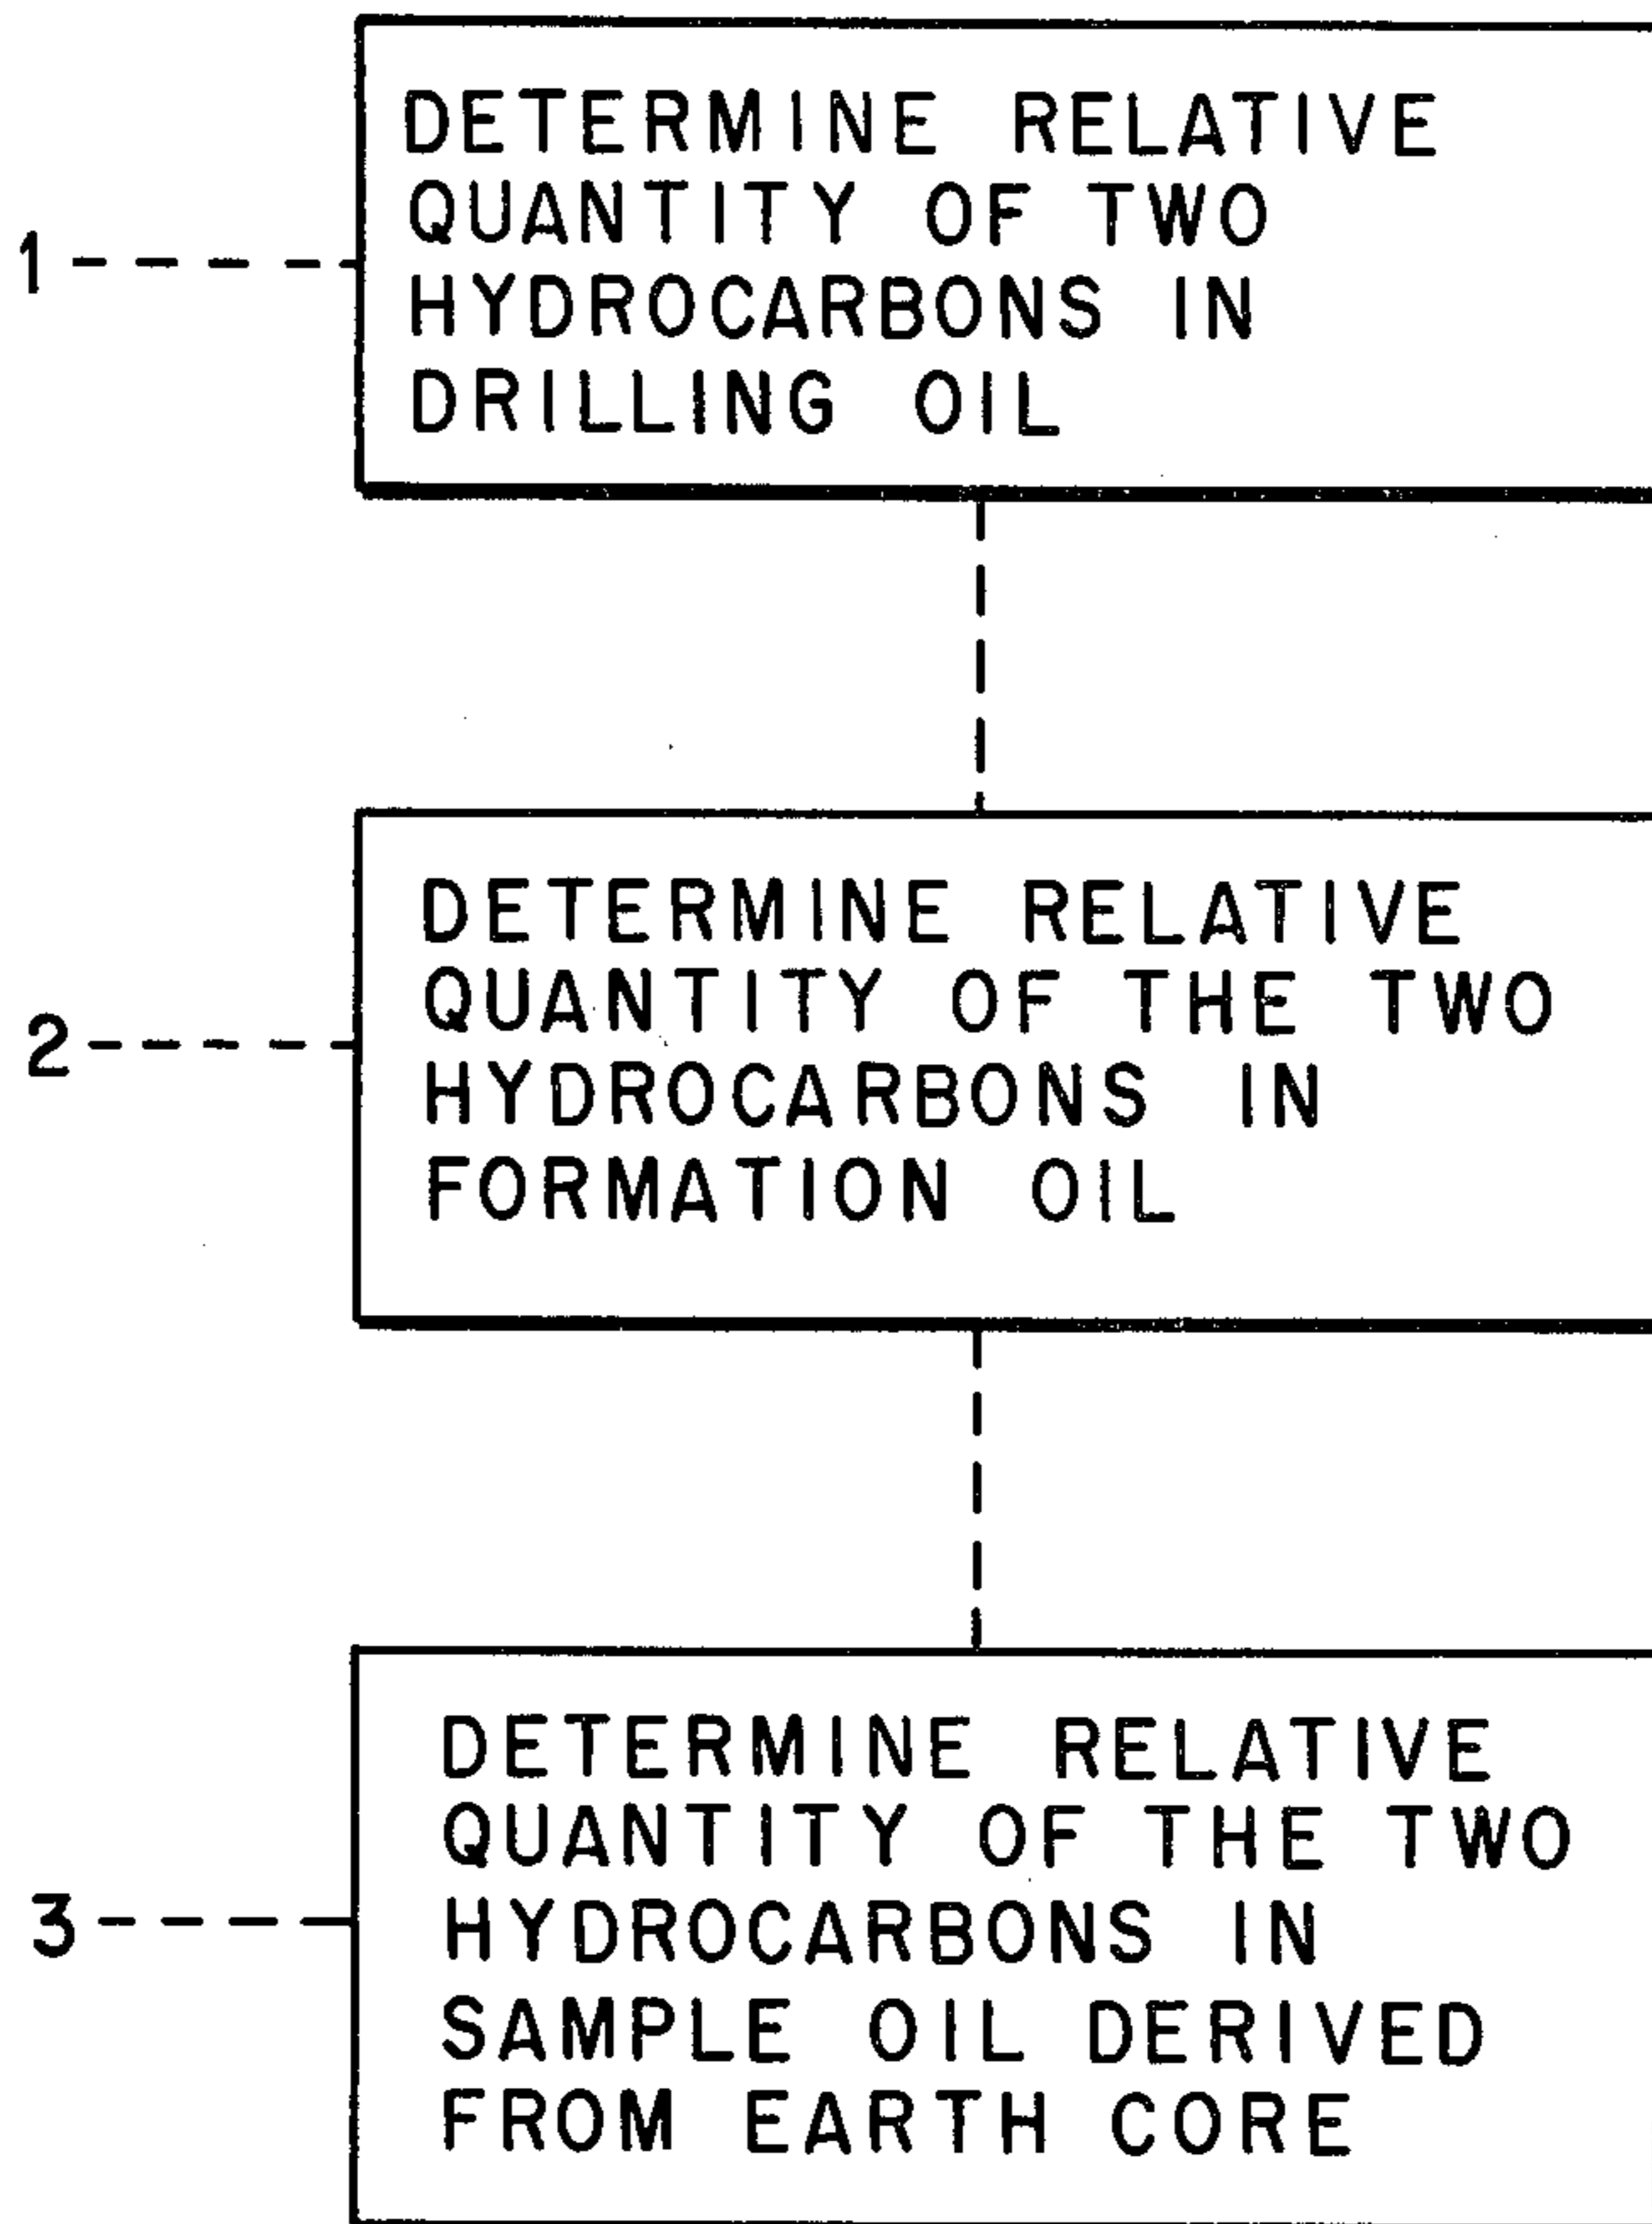 DETERMINE RELATIVE
QUANTITY OF TWO
HYDROCARBONS IN
DRILLING OIL
1
DETERMINE RELATIVE
QUANTITY OF THE TWO
HYDROCARBONS IN
FORMATION OIL
2
DETERMINE RELATIVE
QUANTITY OF THE TWO
HYDROCARBONS IN
SAMPLE OIL DERIVED
FROM EARTH CORE
3